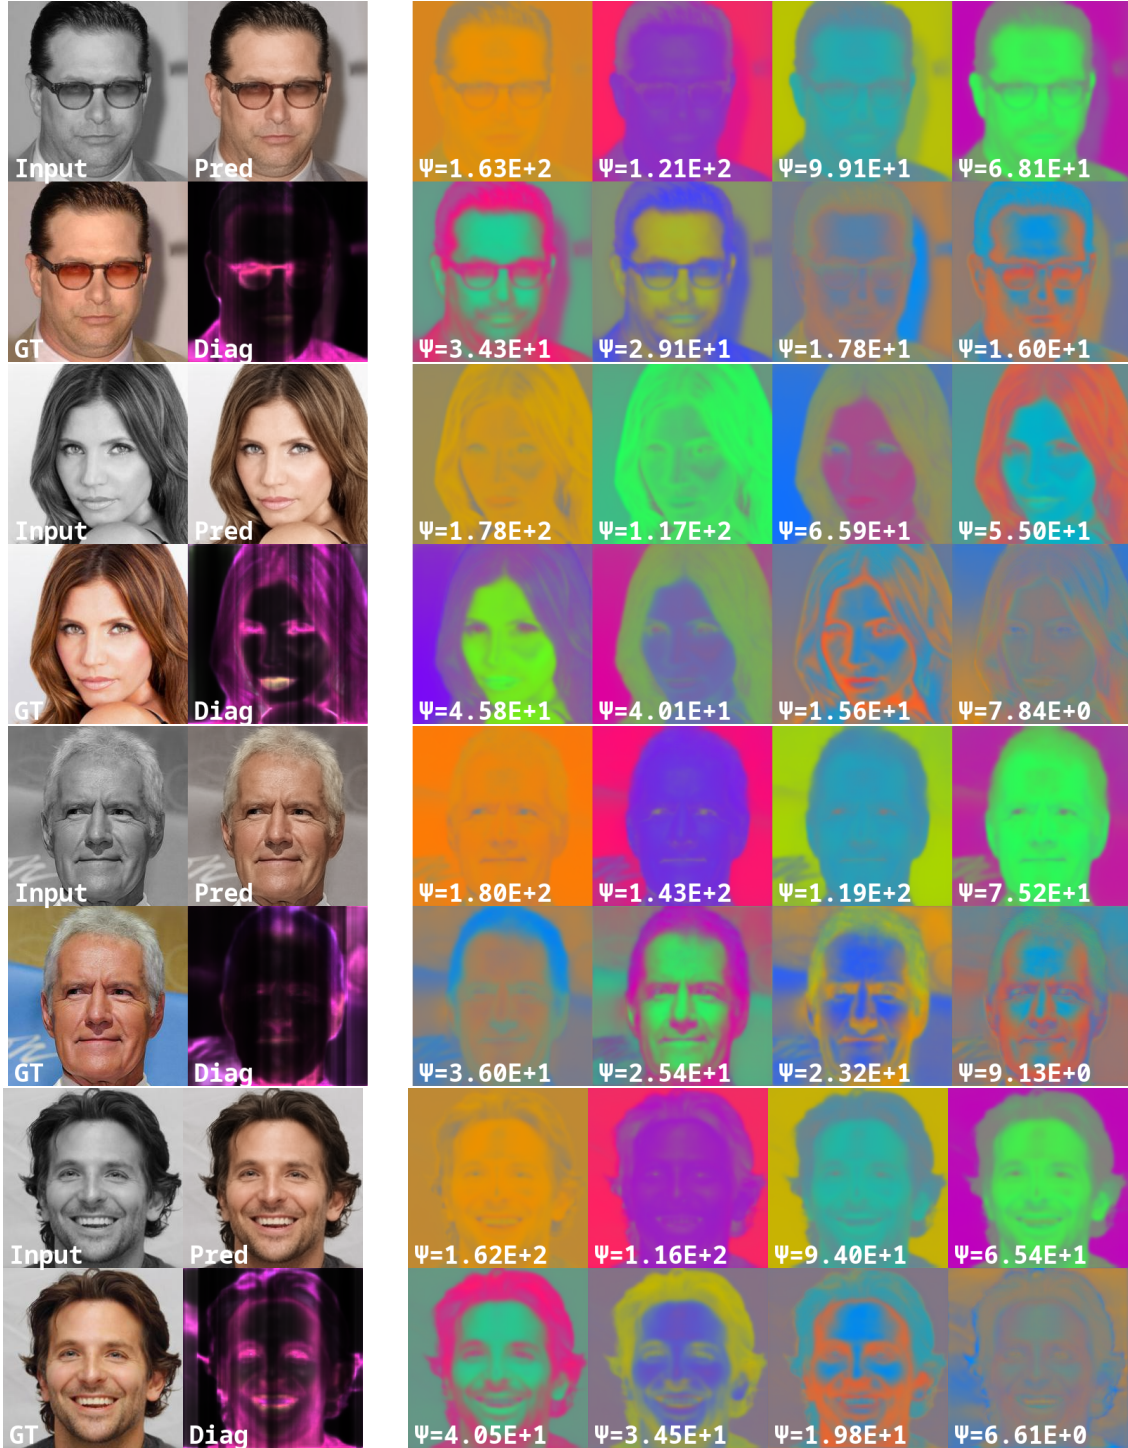 Input Pred Ψ=1.63E+2 Ψ=1.21E+2 Ψ=9.91E+1 Ψ=6.81E+1
GT Diag Ψ=3.43E+1 Ψ=2.91E+1 Ψ=1.78E+1 Ψ=1.60E+1
Input Pred Ψ=1.78E+2 Ψ=1.17E+2 Ψ=6.59E+1 Ψ=5.50E+1
GT Diag Ψ=4.58E+1 Ψ=4.01E+1 Ψ=1.56E+1 Ψ=7.84E+0
Input Pred Ψ=1.80E+2 Ψ=1.43E+2 Ψ=1.19E+2 Ψ=7.52E+1
GT Diag Ψ=3.60E+1 Ψ=2.54E+1 Ψ=2.32E+1 Ψ=9.13E+0
Input Pred Ψ=1.62E+2 Ψ=1.16E+2 Ψ=9.40E+1 Ψ=6.54E+1
GT Diag Ψ=4.05E+1 Ψ=3.45E+1 Ψ=1.98E+1 Ψ=6.61E+0